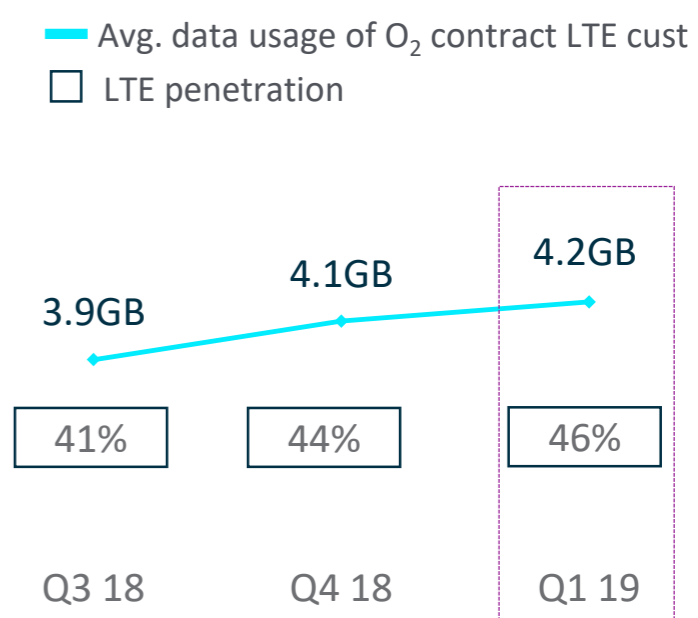 Avg. data usage of O₂ contract LTE cust
LTE penetration
3.9GB 4.1GB 4.2GB
41% 44% 46%
Q3 18 Q4 18 Q1 19